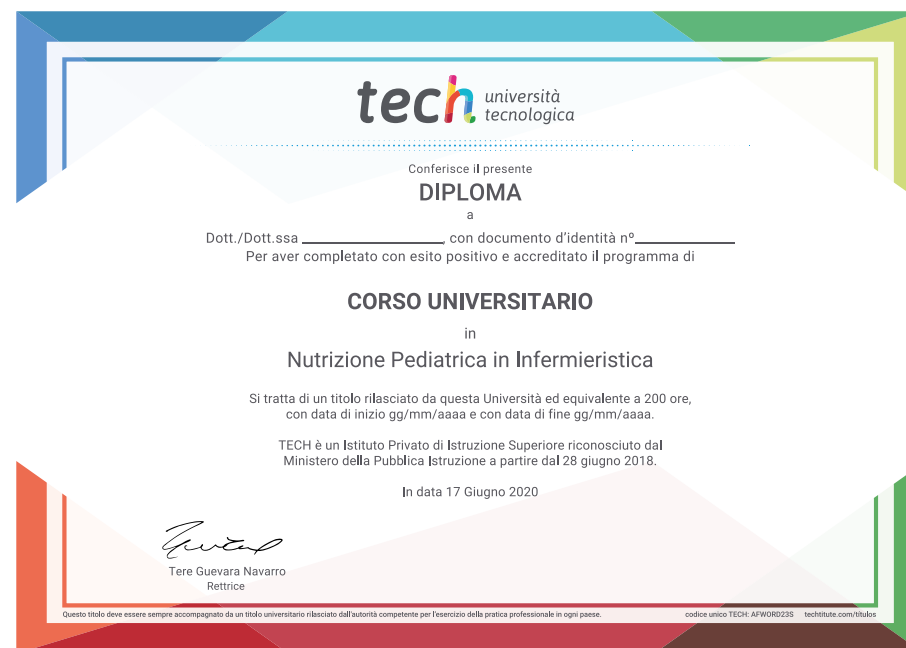 tech università
tecnologica
Conferisce il presente
DIPLOMA
a
Dott./Dott.ssa ____________________, con documento d'identità nº______________
Per aver completato con esito positivo e accreditato il programma di
CORSO UNIVERSITARIO
in
Nutrizione Pediatrica in Infermieristica
Si tratta di un titolo rilasciato da questa Università ed equivalente a 200 ore,
con data di inizio gg/mm/aaaa e con data di fine gg/mm/aaaa.
TECH è un Istituto Privato di Istruzione Superiore riconosciuto dal
Ministero della Pubblica Istruzione a partire dal 28 giugno 2018.
In data 17 Giugno 2020
Tere Guevara Navarro
Rettrice
Questo titolo deve essere sempre accompagnato da un titolo universitario rilasciato dall'autorità competente per l'esercizio della pratica professionale in ogni paese. codice unico TECH: AFWORD23S techtitute.com/títulos